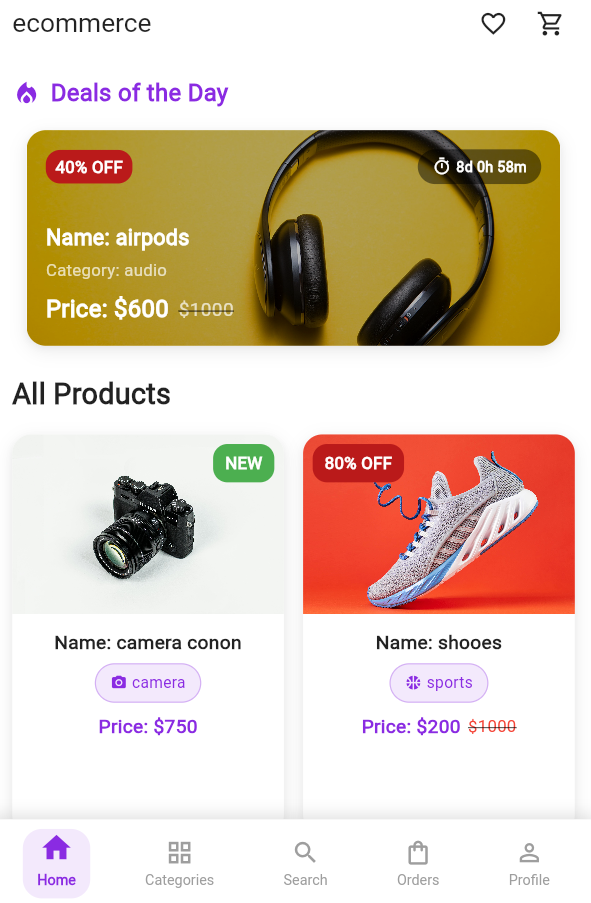 ecommerce
Deals of the Day
40% OFF
8d 0h 58m
Name: airpods
Category: audio
Price: $600 $1000
All Products
NEW
80% OFF
Name: camera conon
Name: shooes
camera
sports
Price: $750
Price: $200 $1000
Home
Categories
Search
Orders
Profile